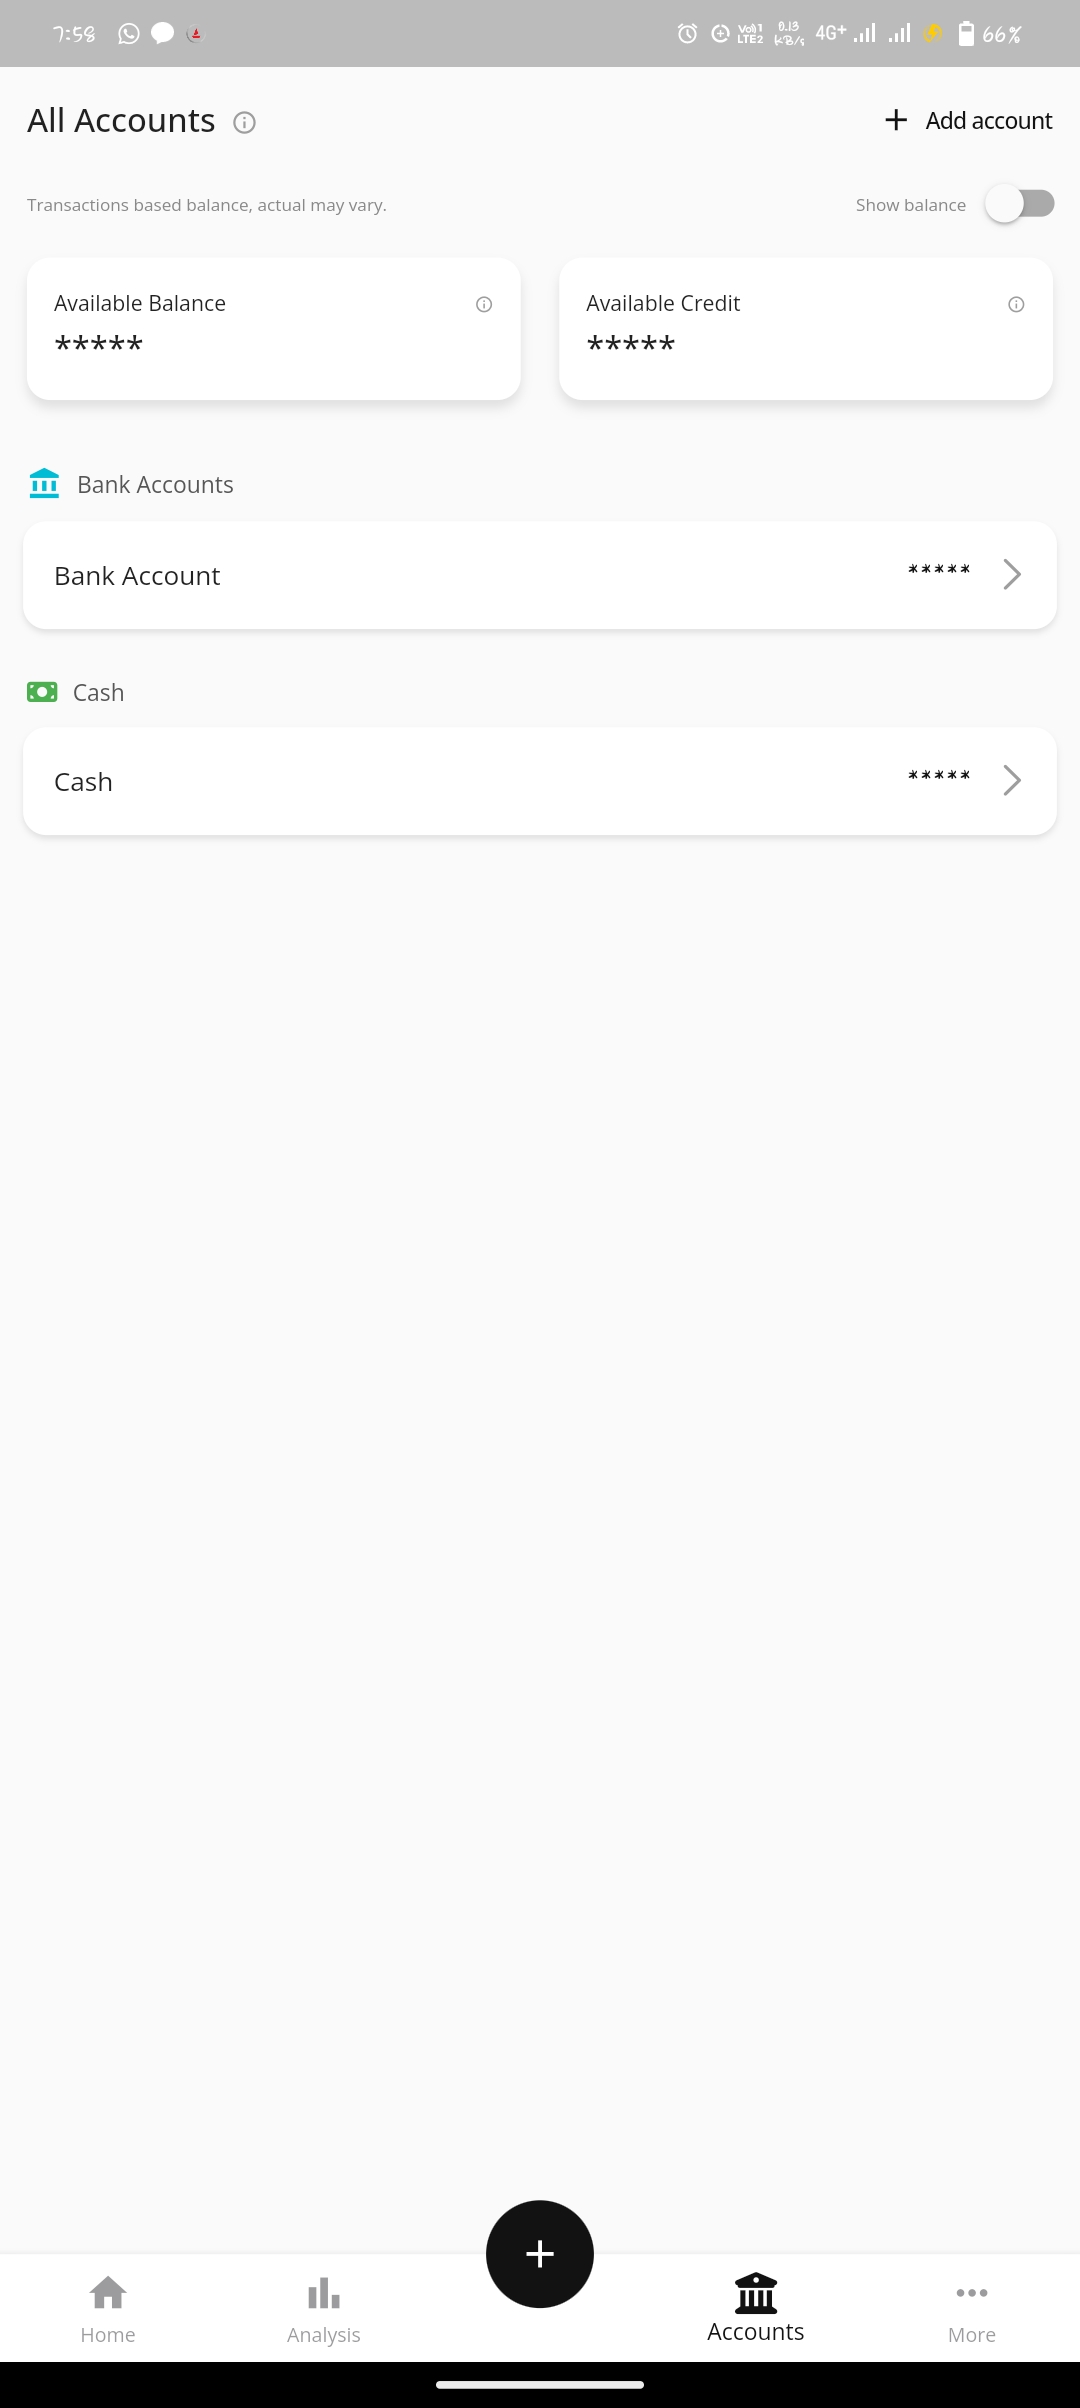 7:58
Vo)) 1
LTE2
0.13
KB/s
4G+
66%
All Accounts
+ Add account
Transactions based balance, actual may vary.
Show balance
Available Balance
*****
Available Credit
*****
Bank Accounts
Bank Account
*****
Cash
Cash
*****
Home
Analysis
Accounts
More